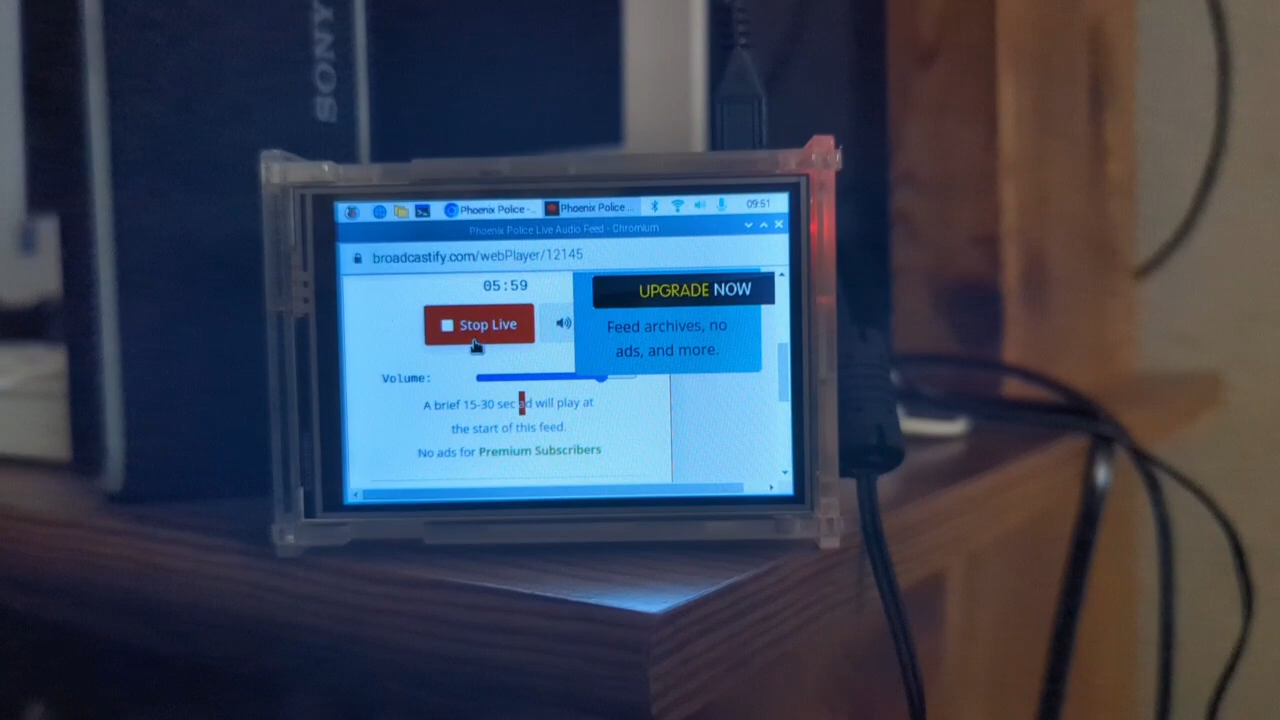 SONY
Phoenix Police -...
Phoenix Police ...
09:51
Phoenix Police Live Audio Feed - Chromium
broadcastify.com/webPlayer/12145
05:59
UPGRADE NOW
Stop Live
Feed archives, no
ads, and more.
Volume:
A brief 15-30 sec ad will play at
the start of this feed.
No ads for Premium Subscribers